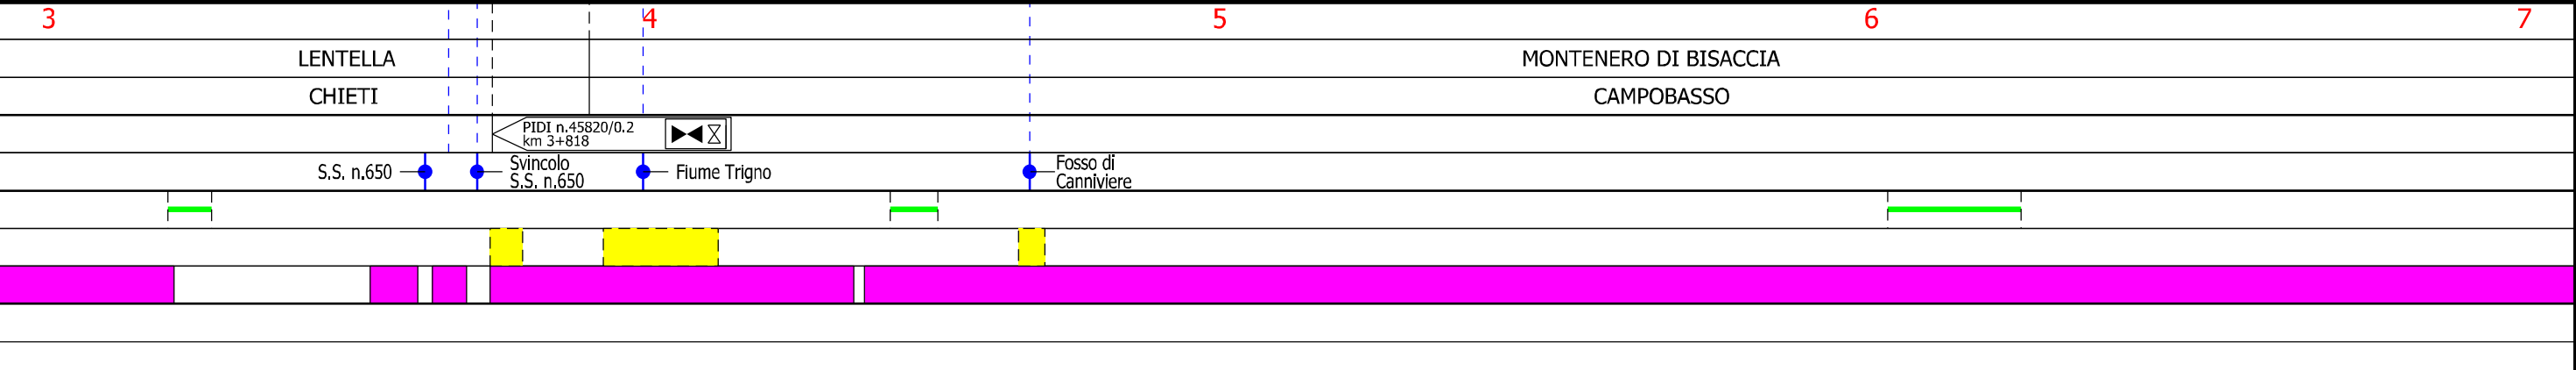 3 4 5 6 7
LENTELLA MONTENERO DI BISACCIA
CHIETI CAMPOBASSO
PIDI n.45820/0.2
km 3+818
S.S. n.650
Svincolo
S.S. n.650
Fiume Trigno
Fosso di
Canniviere